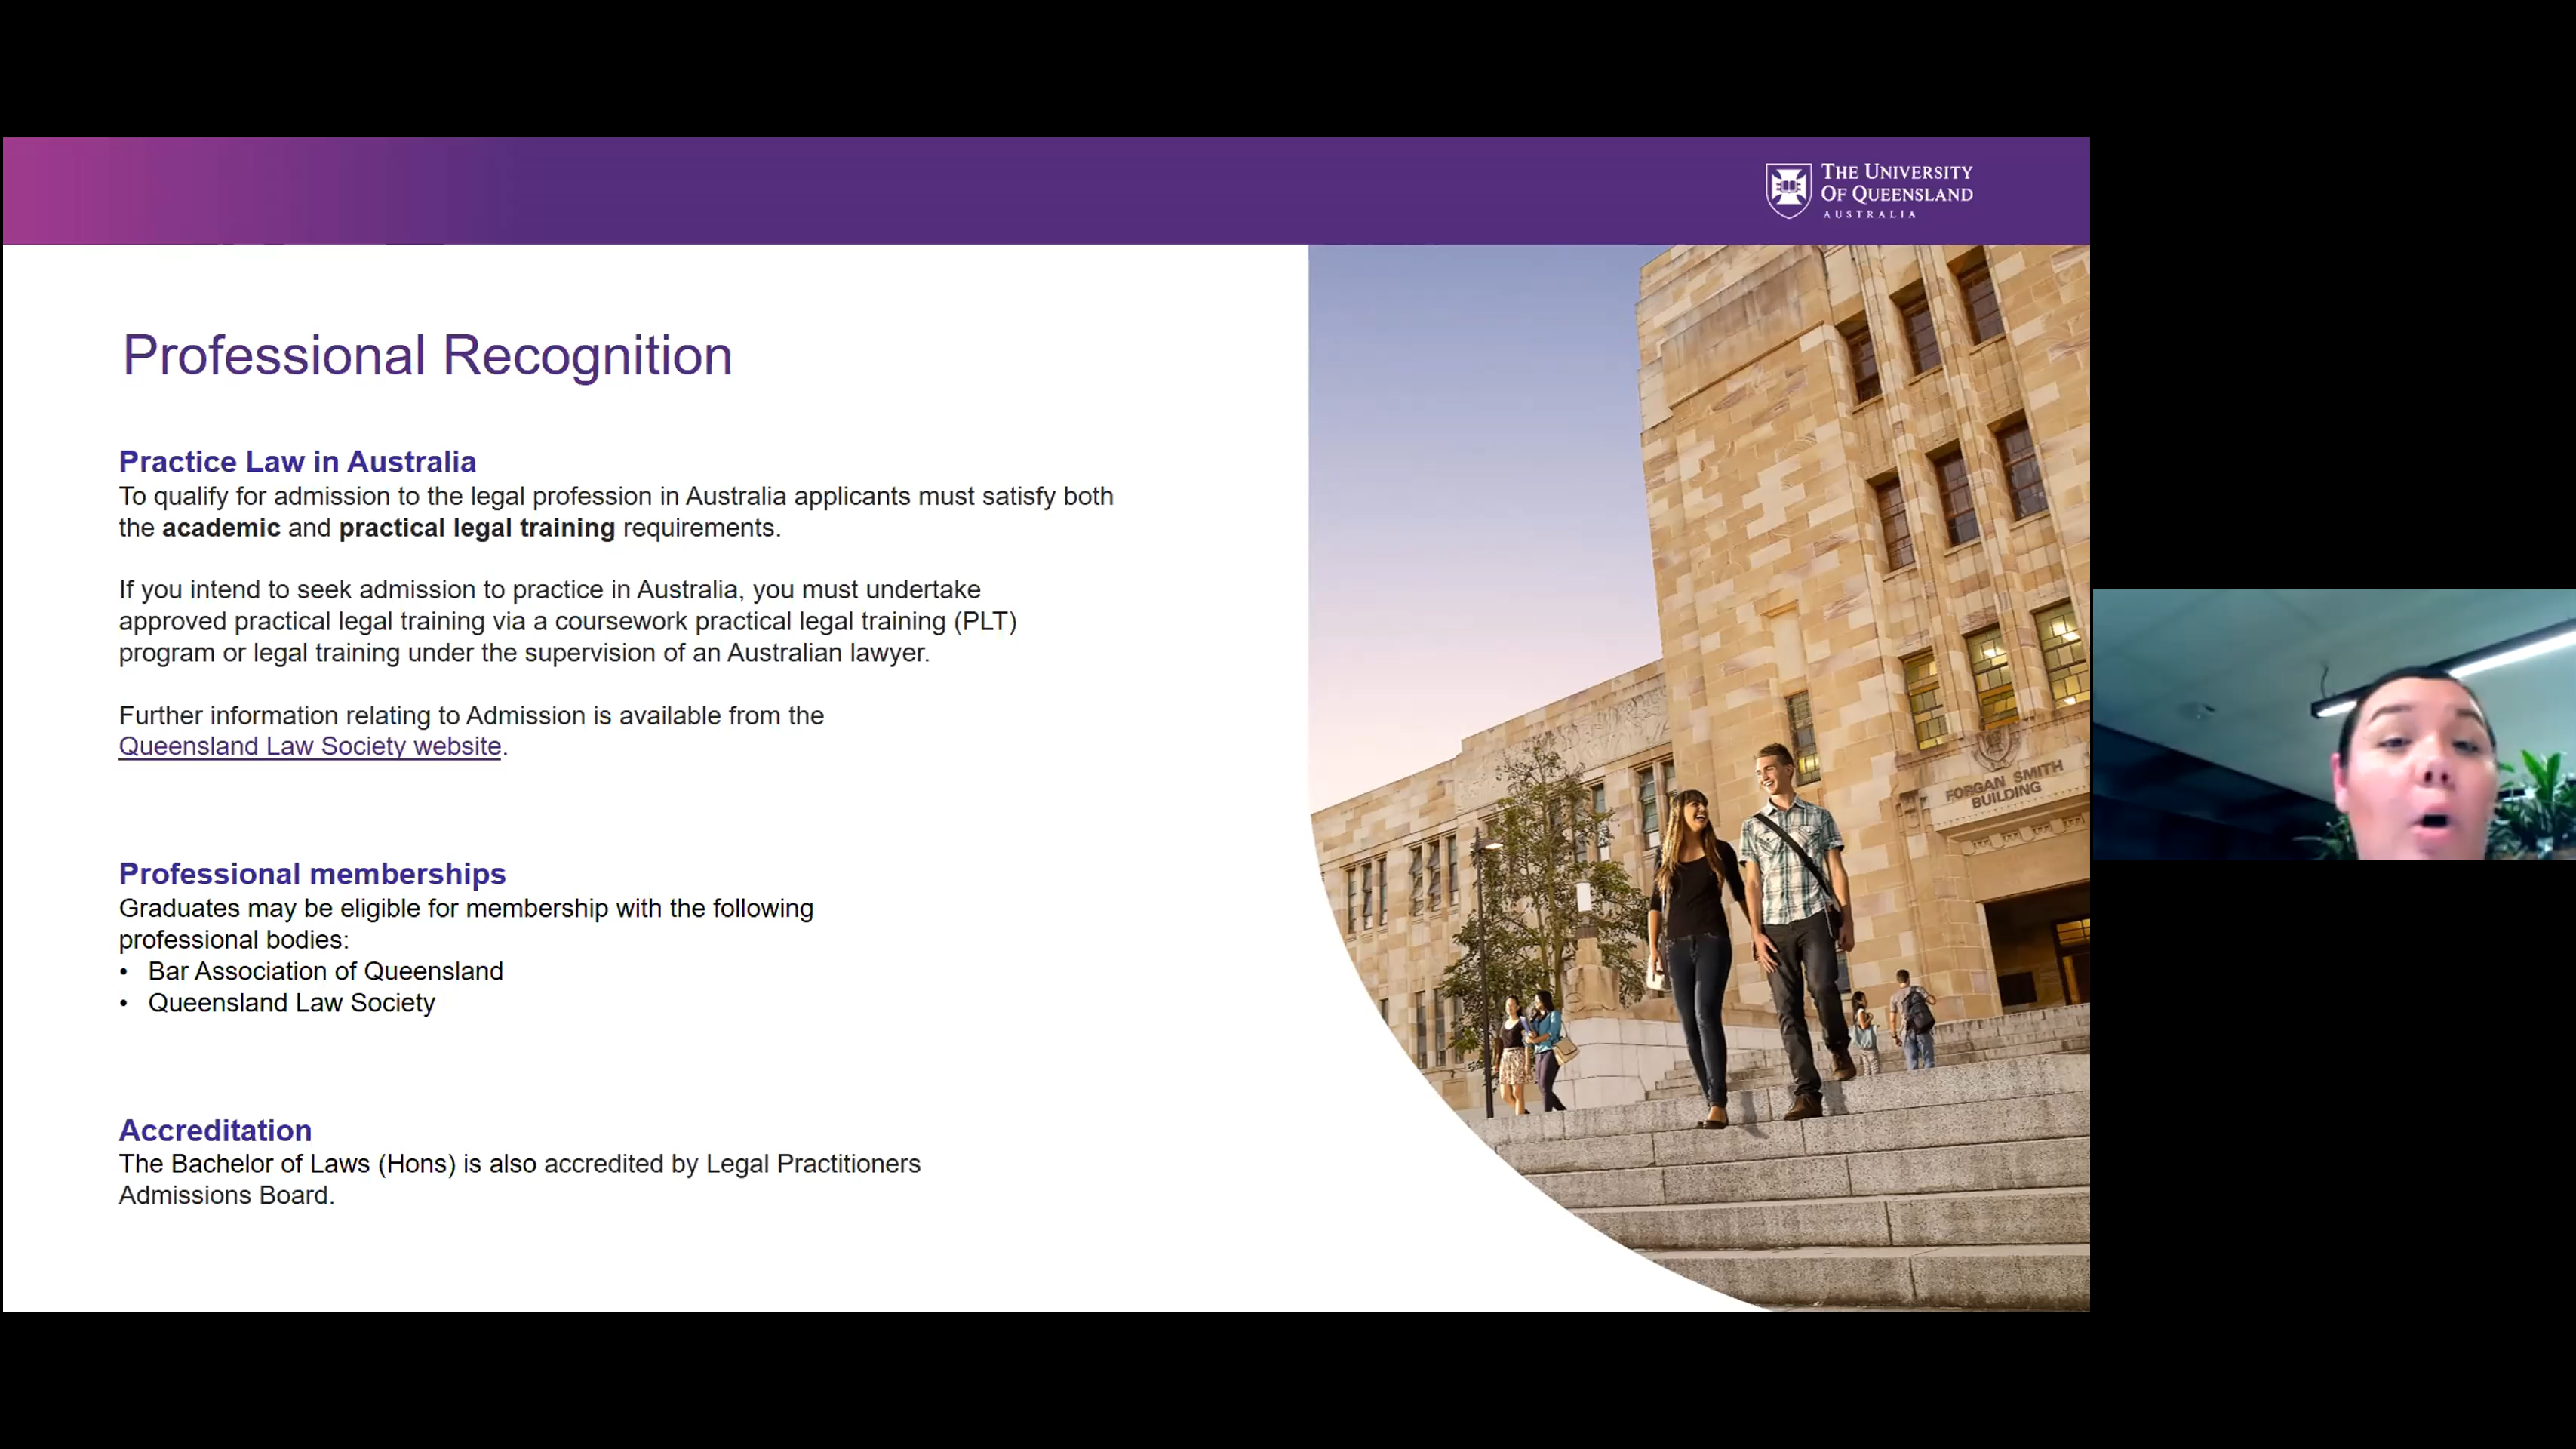 THE UNIVERSITY
OF QUEENSLAND
AUSTRALIA
Professional Recognition
Practice Law in Australia
To qualify for admission to the legal profession in Australia applicants must satisfy both
the academic and practical legal training requirements.
If you intend to seek admission to practice in Australia, you must undertake
approved practical legal training via a coursework practical legal training (PLT)
program or legal training under the supervision of an Australian lawyer.
Further information relating to Admission is available from the
Queensland Law Society website.
Professional memberships
Graduates may be eligible for membership with the following
professional bodies:
• Bar Association of Queensland
• Queensland Law Society
Accreditation
The Bachelor of Laws (Hons) is also accredited by Legal Practitioners
Admissions Board.
FORGAN SMITH
BUILDING